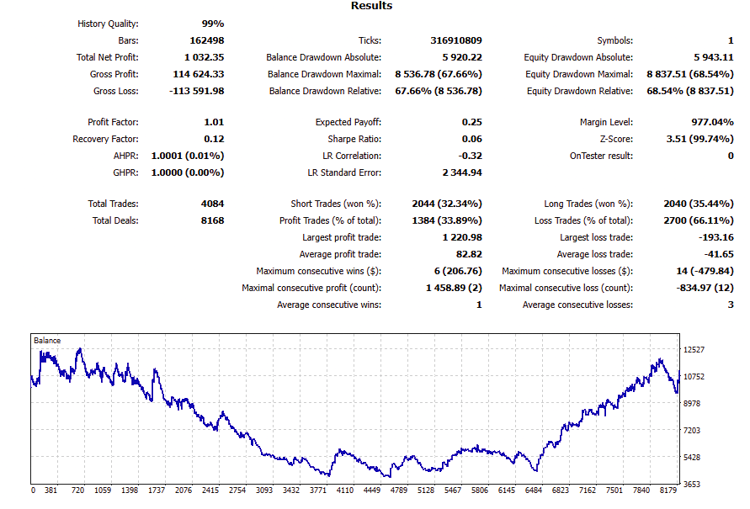 Results
History Quality: 99%
Bars: 162498 Ticks: 316910809 Symbols: 1
Total Net Profit: 1 032.35 Balance Drawdown Absolute: 5 920.22 Equity Drawdown Absolute: 5 943.11
Gross Profit: 114 624.33 Balance Drawdown Maximal: 8 536.78 (67.66%) Equity Drawdown Maximal: 8 837.51 (68.54%)
Gross Loss: -113 591.98 Balance Drawdown Relative: 67.66% (8 536.78) Equity Drawdown Relative: 68.54% (8 837.51)
Profit Factor: 1.01 Expected Payoff: 0.25 Margin Level: 977.04%
Recovery Factor: 0.12 Sharpe Ratio: 0.06 Z-Score: 3.51 (99.74%)
AHPR: 1.0001 (0.01%) LR Correlation: -0.32 OnTester result: 0
GHPR: 1.0000 (0.00%) LR Standard Error: 2 344.94
Total Trades: 4084 Short Trades (won %): 2044 (32.34%) Long Trades (won %): 2040 (35.44%)
Total Deals: 8168 Profit Trades (% of total): 1384 (33.89%) Loss Trades (% of total): 2700 (66.11%)
Largest profit trade: 1 220.98 Largest loss trade: -193.16
Average profit trade: 82.82 Average loss trade: -41.65
Maximum consecutive wins ($): 6 (206.76) Maximum consecutive losses ($): 14 (-479.84)
Maximal consecutive profit (count): 1 458.89 (2) Maximal consecutive loss (count): -834.97 (12)
Average consecutive wins: 1 Average consecutive losses: 3
Balance
12527
10752
8978
7203
5428
3653
0 381 720 1059 1398 1737 2076 2415 2754 3093 3432 3771 4110 4449 4789 5128 5467 5806 6145 6484 6823 7162 7501 7840 8179